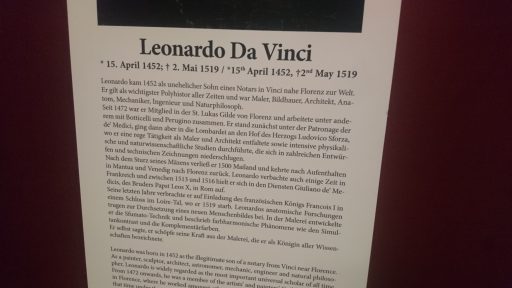 Leonardo Da Vinci
* 15. April 1452; † 2. Mai 1519 / *15th April 1452, †2nd May 1519
Leonardo kam 1452 als unehelicher Sohn eines Notars in Vinci nahe Florenz zur Welt.
Er gilt als wichtigster Polyhistor aller Zeiten und war Maler, Bildhauer, Architekt, Ana-
tom, Mechaniker, Ingenieur und Naturphilosoph.
Seit 1472 war er Mitglied in der St. Lukas Gilde von Florenz und arbeitete unter ande-
rem mit Botticelli und Perugino zusammen. Er stand zunächst unter der Patronage der
de' Medici, ging dann aber in die Lombardei an den Hof des Herzogs Ludovico Sforza,
wo er eine rege Tätigkeit als Maler und Architekt entfaltete sowie intensive physikali-
sche und naturwissenschaftliche Studien durchführte, die sich in zahlreichen Entwür-
fen und technischen Zeichnungen niederschlagen.
Nach dem Sturz seines Mäzens verließ er 1500 Mailand und kehrte nach Aufenthalten
in Mantua und Venedig nach Florenz zurück. Leonardo verbachte auch einige Zeit in
Frankreich und zwischen 1513 und 1516 hielt er sich in den Diensten Giuliano de' Me-
dicis, des Bruders Papst Leos X, in Rom auf.
Seine letzten Jahre verbrachte er auf Einladung des französischen Königs Francois I in
einem Schloss im Loire-Tal, wo er 1519 starb. Leonardos anatomische Forschungen
trugen zur Durchsetzung eines neuen Menschenbildes bei. In der Malerei entwickelte
er die Sfumato-Technik und beschrieb farbharmonische Phänomene wie den Simul-
tankontrast und die Komplementärfarben.
Er selbst sagte, er schöpfe seine Kraft aus der Malerei, die er als Königin aller Wissen-
schaften bezeichnete.
Leonardo was born in 1452 as the illegitimate son of a notary from Vinci near Florence.
As a painter, sculptor, architect, astronomer, mechanic, engineer and natural philoso-
pher, Leonardo is widely regarded as the most important universal scholar of all time.
From 1472 onwards, he was a member of the artists' and painters'
in Florence, where he worked